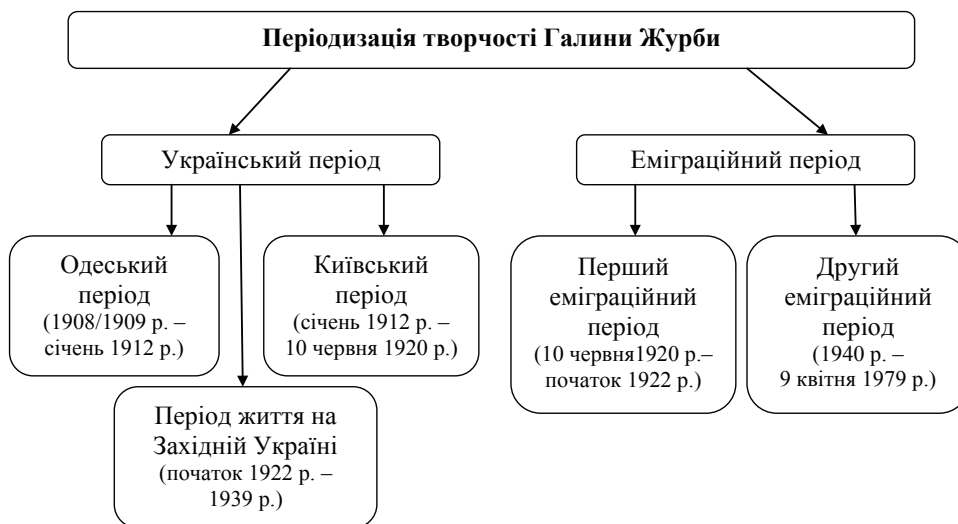 Періодизація творчості Галини Журби
Український період
Еміграційний період
Одеський
період
(1908/1909 р. –
січень 1912 р.)
Київський
період
(січень 1912 р. –
10 червня 1920 р.)
Перший
еміграційний
період
(10 червня1920 р.–
початок 1922 р.)
Другий
еміграційний
період
(1940 р. –
9 квітня 1979 р.)
Період життя на
Західній Україні
(початок 1922 р. –
1939 р.)